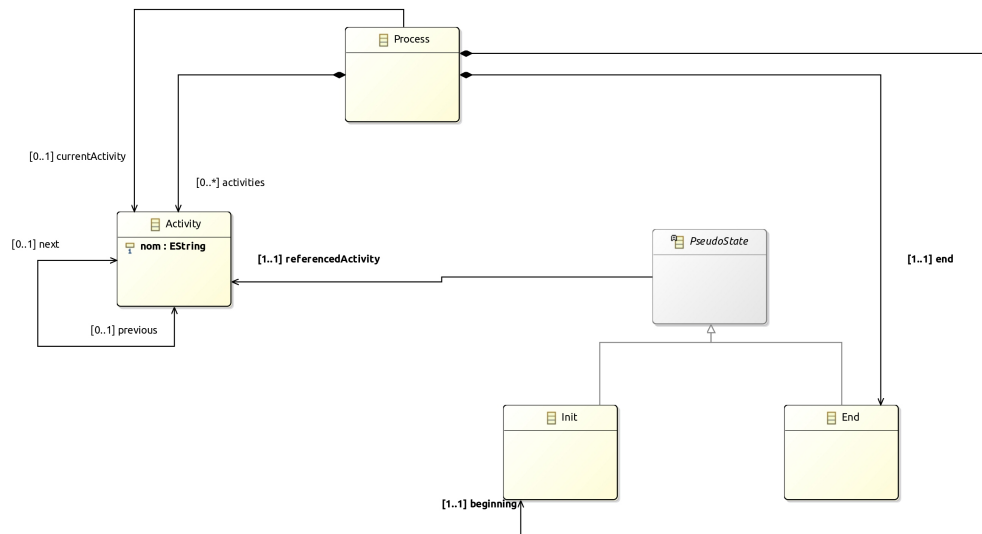 Process
[0..1] currentActivity
[0..*] activities
Activity
nom : EString
[0..1] next
[1..1] referencedActivity
PseudoState
[1..1] end
[0..1] previous
Init
End
[1..1] beginning